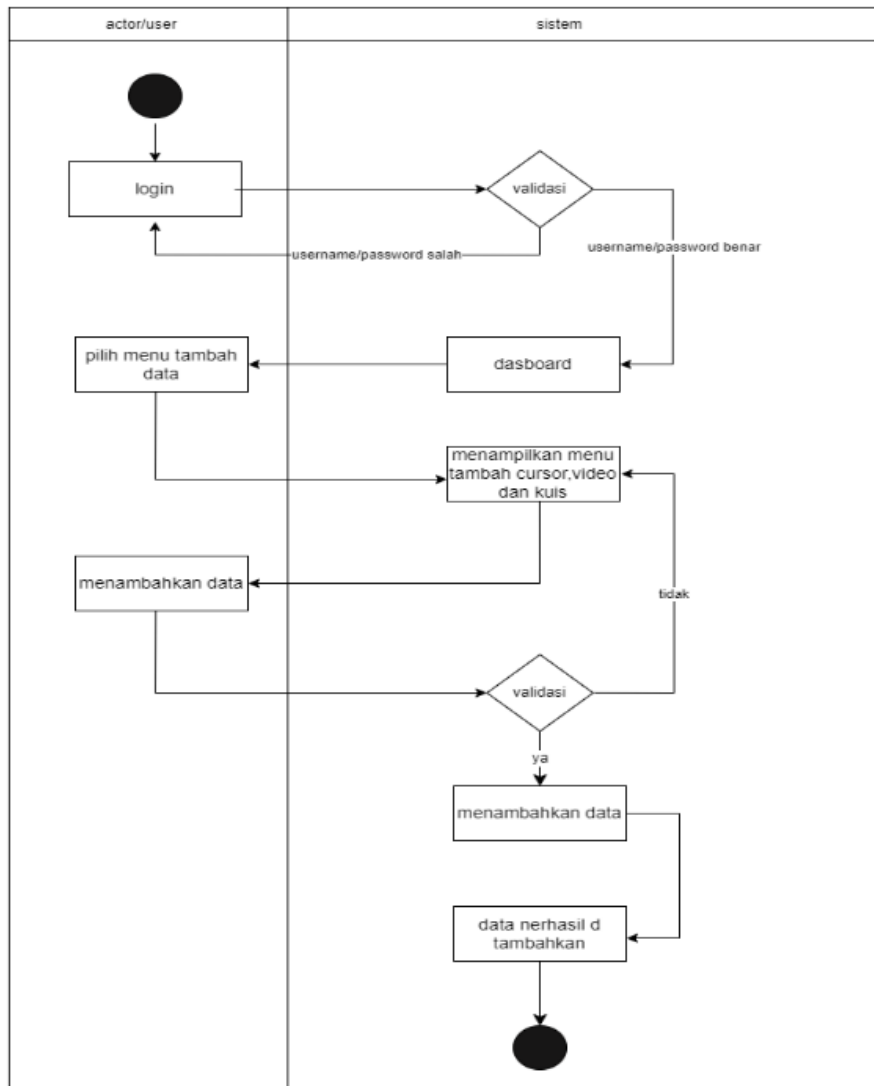 actor/user
sistem
login
validasi
username/password salah
username/password benar
pilih menu tambah
data
dasboard
menampilkan menu
tambah cursor,video
dan kuis
menambahkan data
tidak
validasi
ya
menambahkan data
data nerhasil d
tambahkan